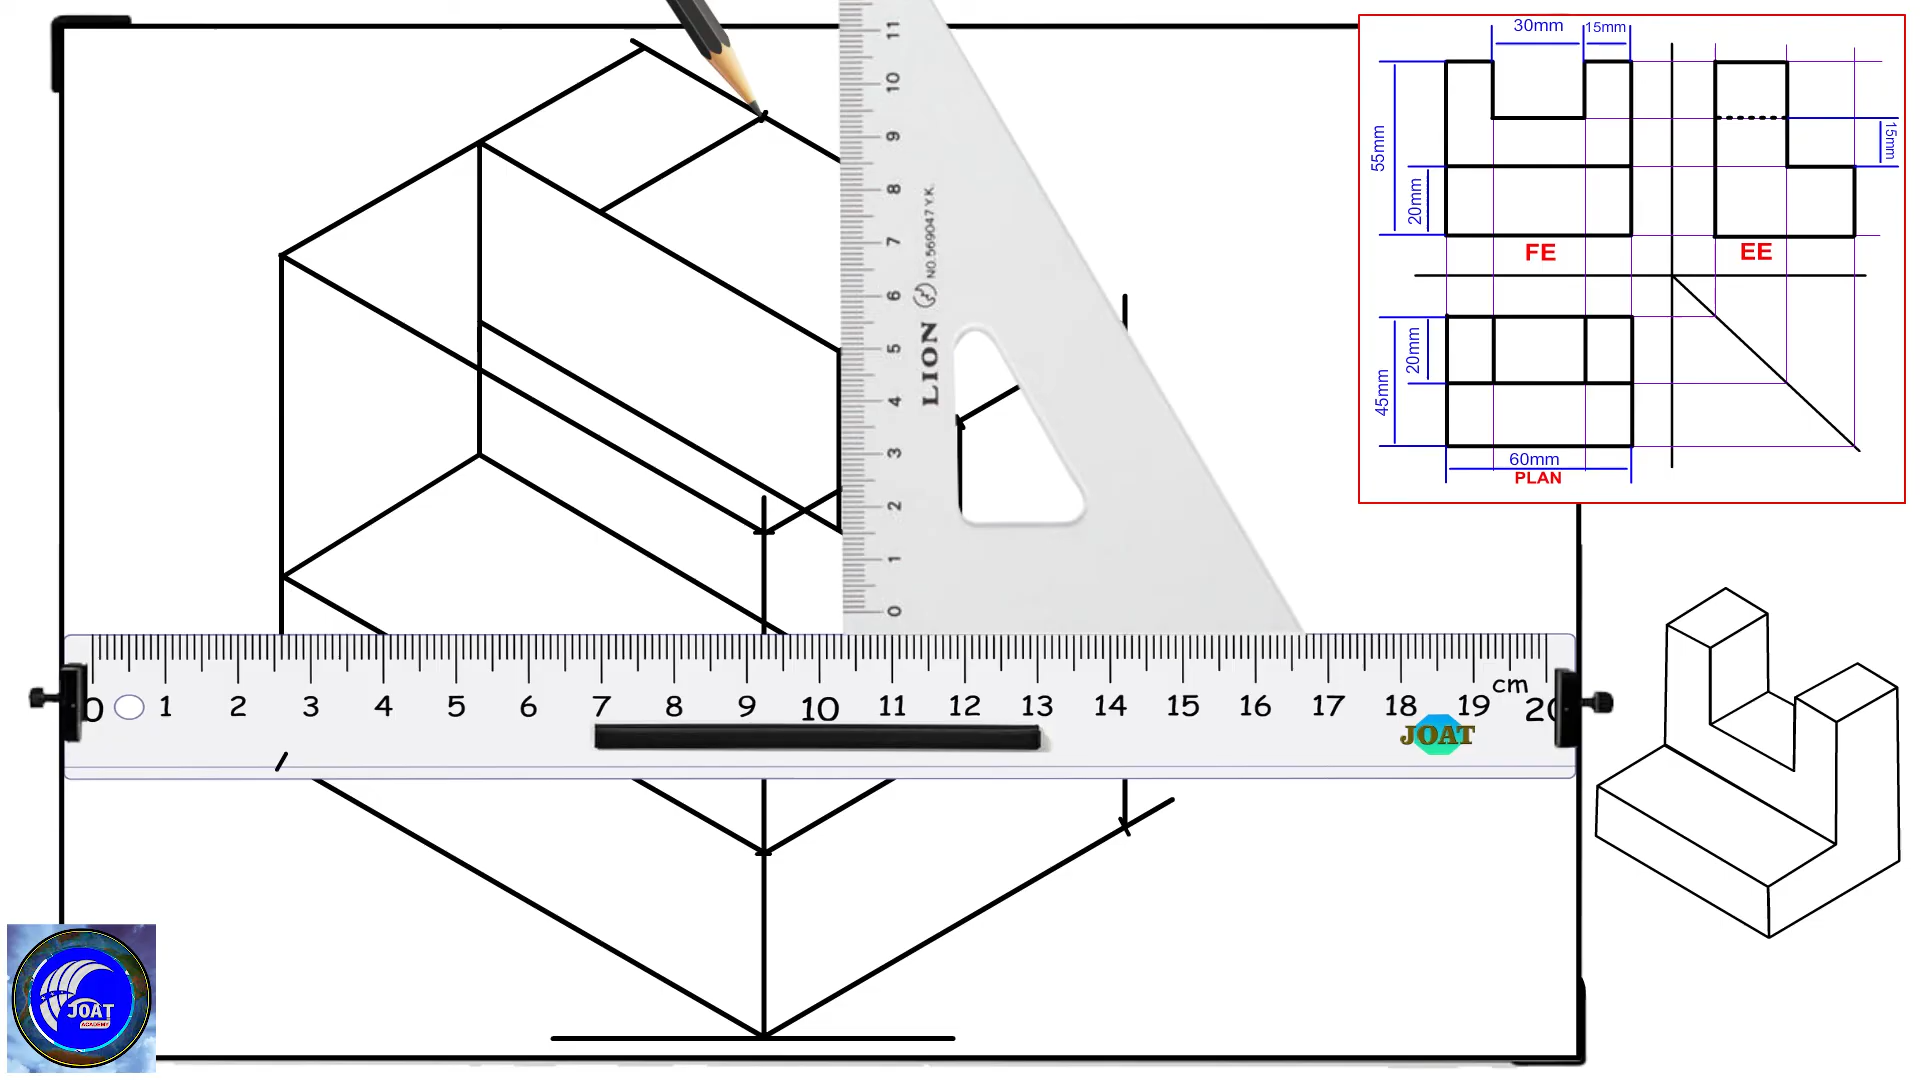 30mm 15mm
55mm
20mm
15mm
FE EE
20mm
45mm
60mm
PLAN
11
10
9
8
7
6
5
4
3
2
1
0
LION NO.569047 Y.K.
0 1 2 3 4 5 6 7 8 9 10 11 12 13 14 15 16 17 18 19 20
cm
JOAT
JOAT
ACADEMY